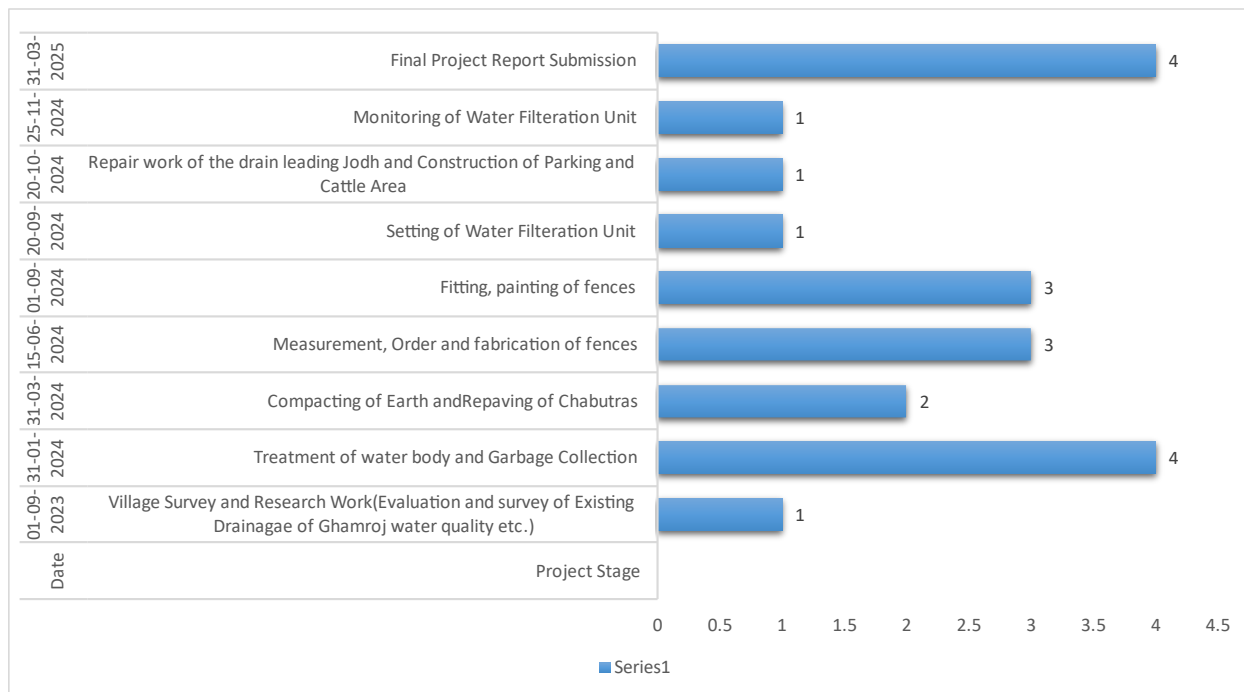 31-03-
2025
Final Project Report Submission
4
25-11-
2024
Monitoring of Water Filteration Unit
1
20-10-
2024
Repair work of the drain leading Jodh and Construction of Parking and
Cattle Area
1
20-09-
2024
Setting of Water Filteration Unit
1
01-09-
2024
Fitting, painting of fences
3
15-06-
2024
Measurement, Order and fabrication of fences
3
31-03-
2024
Compacting of Earth andRepaving of Chabutras
2
31-01-
2024
Treatment of water body and Garbage Collection
4
01-09-
2023
Village Survey and Research Work(Evaluation and survey of Existing
Drainagae of Ghamroj water quality etc.)
1
Date
Project Stage
0 0.5 1 1.5 2 2.5 3 3.5 4 4.5
Series1